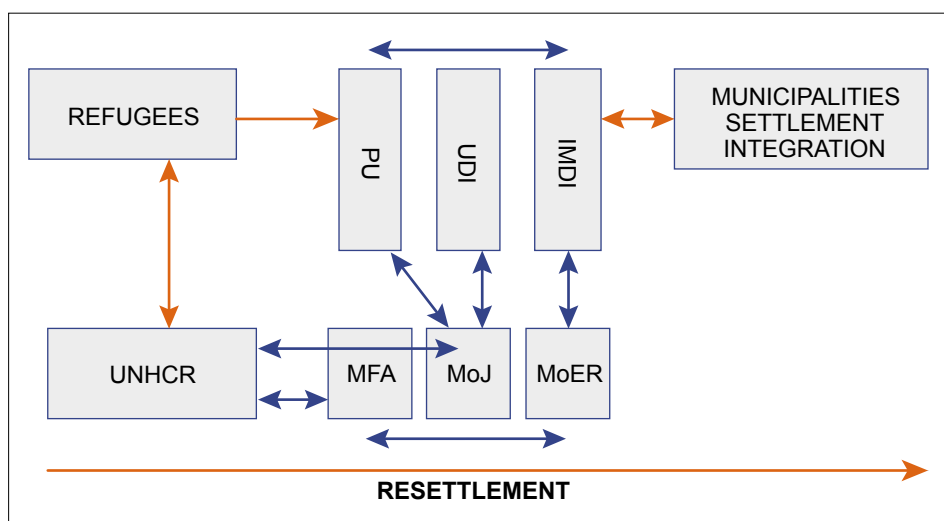 REFUGEES
PU
UDI
IMDI
MUNICIPALITIES
SETTLEMENT
INTEGRATION
UNHCR
MFA
MoJ
MoER
RESETTLEMENT